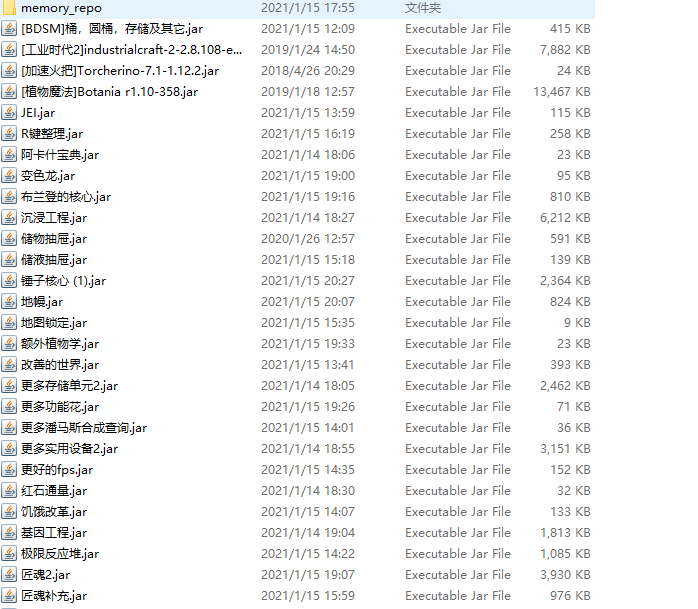 memory_repo 2021/1/15 17:55 文件夹
[BDSM]桶，圆桶，存储及其它.jar 2021/1/15 12:09 Executable Jar File 415 KB
[工业时代2]industrialcraft-2-2.8.108-e... 2019/1/24 14:50 Executable Jar File 7,882 KB
[加速火把]Torcherino-7.1-1.12.2.jar 2018/4/26 20:29 Executable Jar File 24 KB
[植物魔法]Botania r1.10-358.jar 2019/1/18 12:57 Executable Jar File 13,467 KB
JEI.jar 2021/1/15 13:59 Executable Jar File 115 KB
R键整理.jar 2021/1/15 16:19 Executable Jar File 258 KB
阿卡什宝典.jar 2021/1/14 18:06 Executable Jar File 23 KB
变色龙.jar 2021/1/15 19:00 Executable Jar File 95 KB
布兰登的核心.jar 2021/1/15 19:16 Executable Jar File 810 KB
沉浸工程.jar 2021/1/14 18:27 Executable Jar File 6,212 KB
储物抽屉.jar 2020/1/26 12:57 Executable Jar File 591 KB
储液抽屉.jar 2021/1/15 15:18 Executable Jar File 139 KB
锤子核心 (1).jar 2021/1/15 20:27 Executable Jar File 2,364 KB
地幔.jar 2021/1/15 20:07 Executable Jar File 824 KB
地图锁定.jar 2021/1/15 15:35 Executable Jar File 9 KB
额外植物学.jar 2021/1/15 19:33 Executable Jar File 23 KB
改善的世界.jar 2021/1/15 13:41 Executable Jar File 393 KB
更多存储单元2.jar 2021/1/14 18:05 Executable Jar File 2,462 KB
更多功能花.jar 2021/1/15 19:26 Executable Jar File 71 KB
更多潘马斯合成查询.jar 2021/1/15 14:01 Executable Jar File 36 KB
更多实用设备2.jar 2021/1/14 18:55 Executable Jar File 3,151 KB
更好的fps.jar 2021/1/15 14:35 Executable Jar File 152 KB
红石通量.jar 2021/1/14 18:30 Executable Jar File 32 KB
饥饿改革.jar 2021/1/15 14:07 Executable Jar File 133 KB
基因工程.jar 2021/1/14 19:04 Executable Jar File 1,813 KB
极限反应堆.jar 2021/1/15 14:22 Executable Jar File 1,085 KB
匠魂2.jar 2021/1/15 19:07 Executable Jar File 3,930 KB
匠魂补充.jar 2021/1/15 15:59 Executable Jar File 976 KB